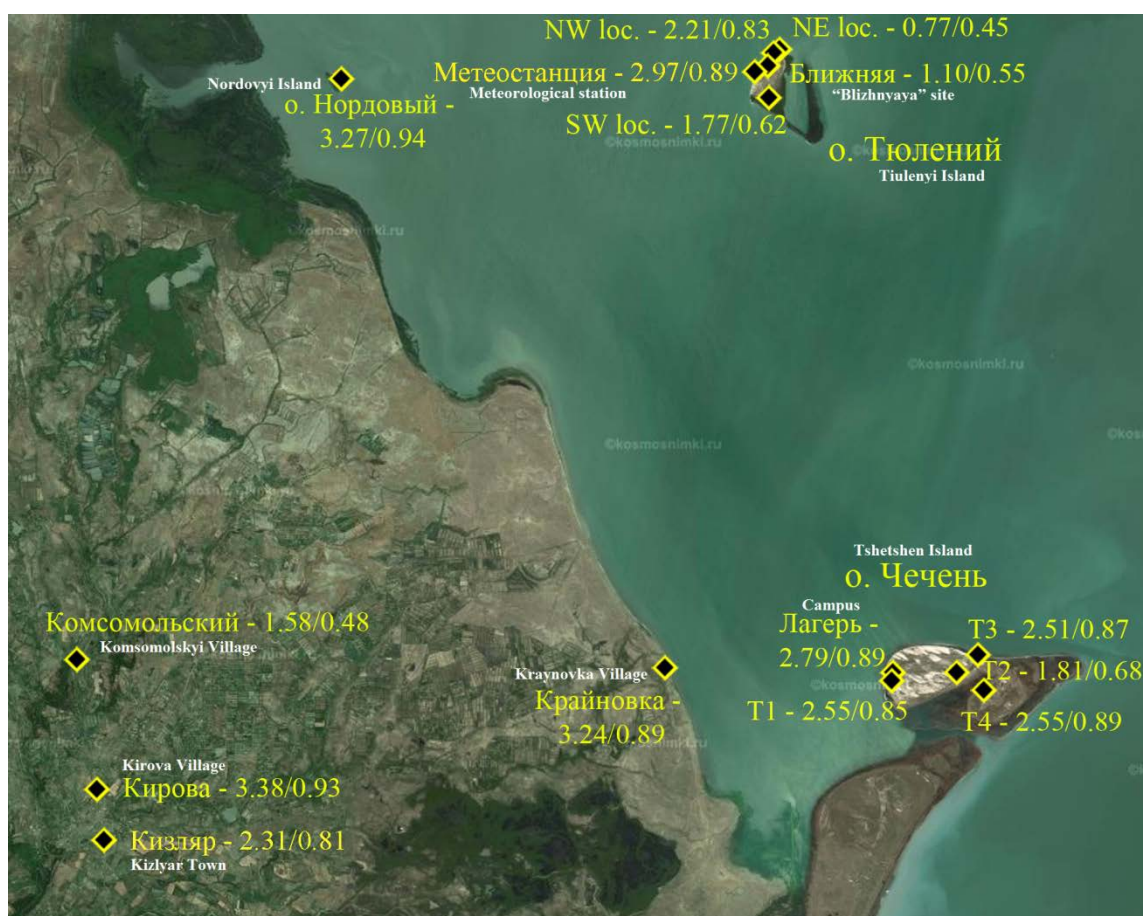 NW loc. - 2.21/0.83
NE loc. - 0.77/0.45
Nordovyi Island
о. Нордовый -
3.27/0.94
Метеостанция - 2.97/0.89
Meteorological station
Ближняя - 1.10/0.55
“Blizhnyaya” site
SW loc. - 1.77/0.62
©kosmosnimki.ru
о. Тюлений
Tiulenyi Island
©kosmosnimki.ru
©kosmosnimki.ru
©kosmosnimki.ru
Tshetshen Island
о. Чечень
Campus
Лагерь -
2.79/0.89
T3 - 2.51/0.87
T2 - 1.81/0.68
T1 - 2.55/0.85
T4 - 2.55/0.89
Комсомольский - 1.58/0.48
Komsomolskyi Village
Kraynovka Village
Крайновка -
3.24/0.89
Kirova Village
Кирова - 3.38/0.93
Кизляр - 2.31/0.81
Kizlyar Town